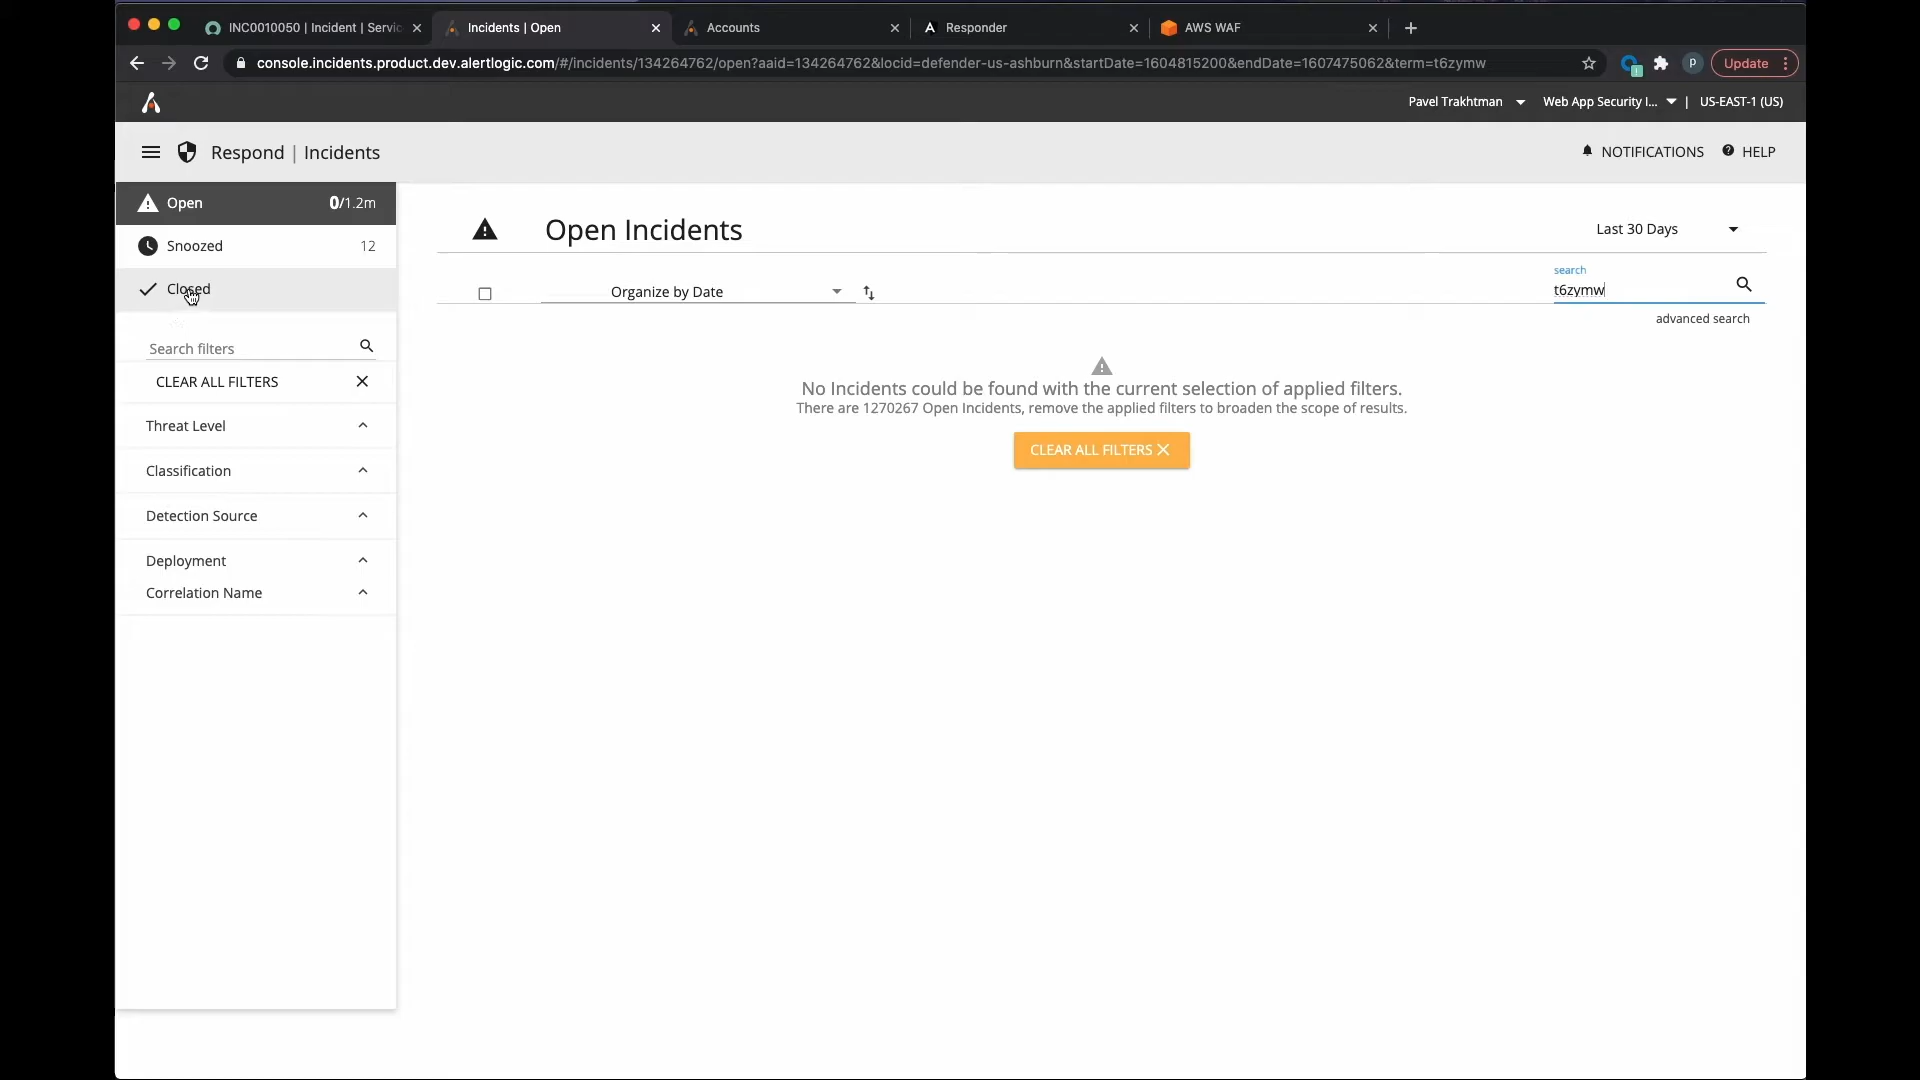 INC0010050 | Incident | Servic
Incidents | Open
Accounts
Responder
AWS WAF
console.incidents.product.dev.alertlogic.com/#/incidents/134264762/open?aaid=134264762&locid=defender-us-ashburn&startDate=1604815200&endDate=1607475062&term=t6zymw
P
Update
Pavel Trakhtman
Web App Security I...
|
US-EAST-1 (US)
Respond | Incidents
NOTIFICATIONS
HELP
Open
0/1.2m
Snoozed
12
Closed
Search filters
CLEAR ALL FILTERS
Threat Level
Classification
Detection Source
Deployment
Correlation Name
Open Incidents
Last 30 Days
Organize by Date
search
t6zymw
advanced search
No Incidents could be found with the current selection of applied filters.
There are 1270267 Open Incidents, remove the applied filters to broaden the scope of results.
CLEAR ALL FILTERS